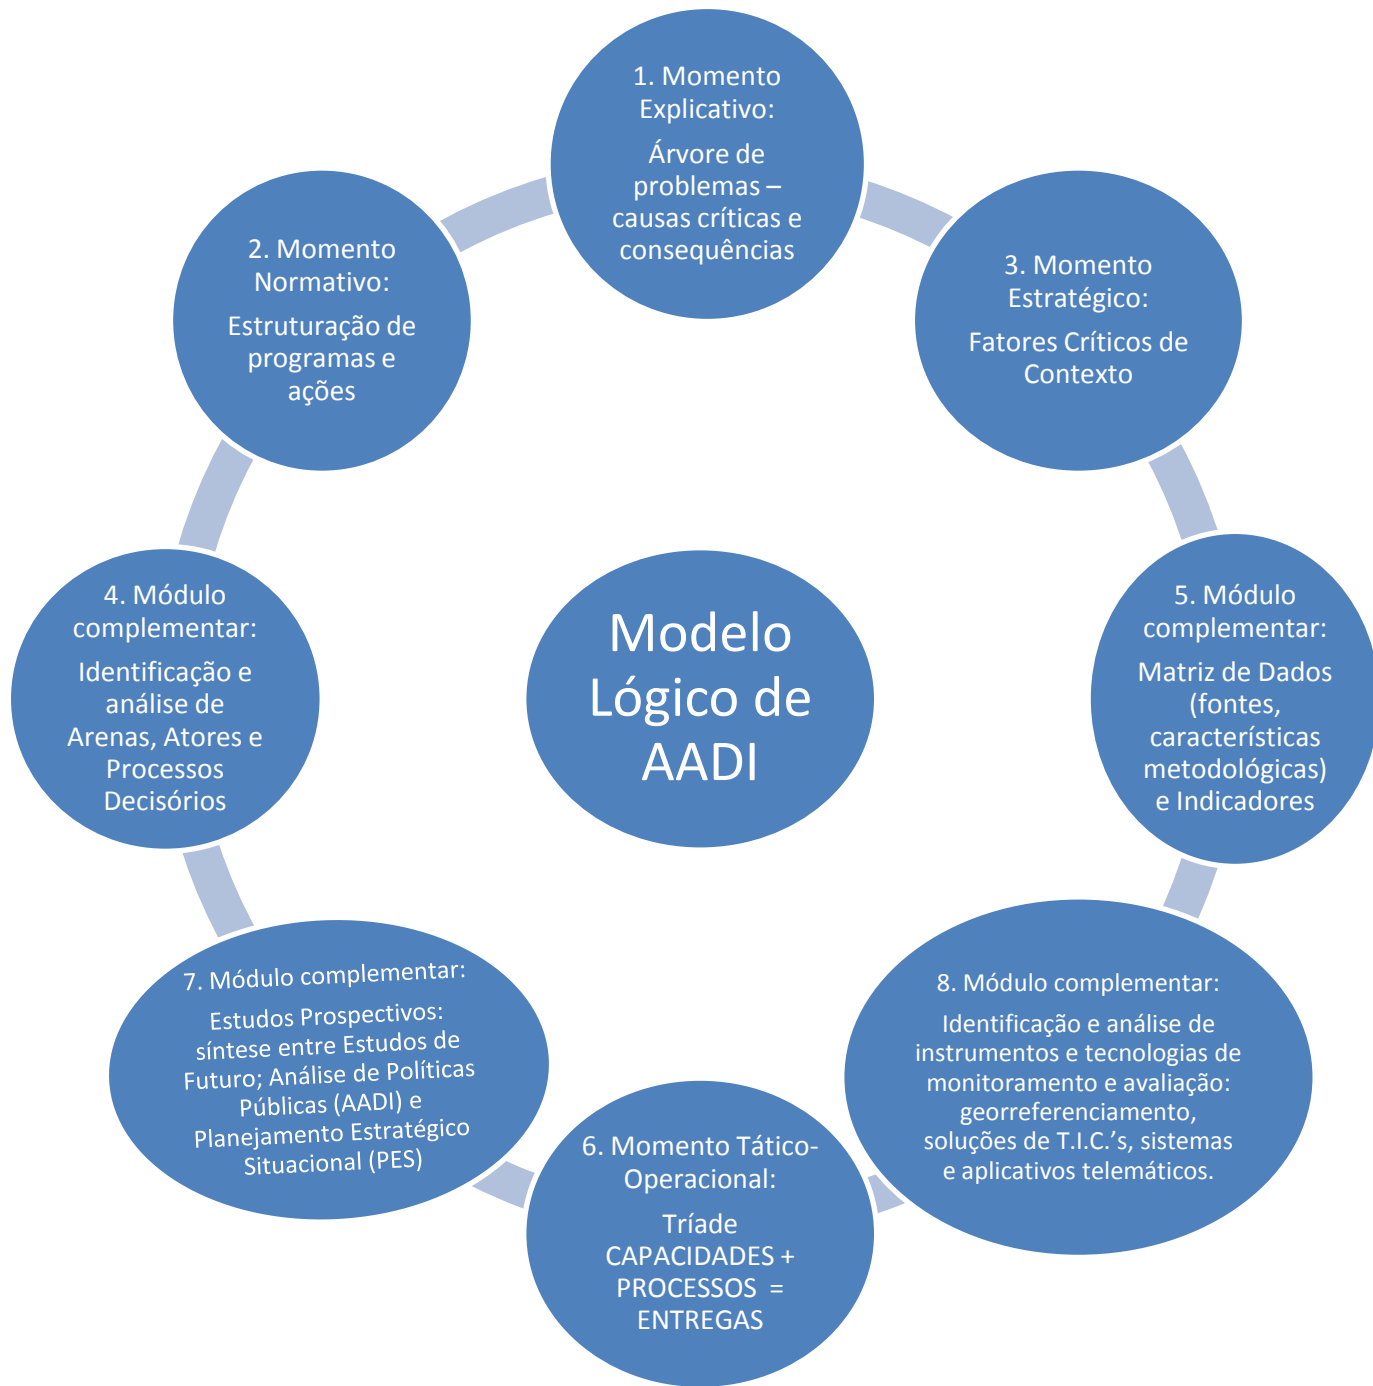 1. Momento
Explicativo:
Árvore de
problemas –
causas críticas e
consequências
2. Momento
Normativo:
Estruturação de
programas e
ações
3. Momento
Estratégico:
Fatores Críticos de
Contexto
4. Módulo
complementar:
Identificação e
análise de
Arenas, Atores e
Processos
Decisórios
Modelo
Lógico de
AADI
5. Módulo
complementar:
Matriz de Dados
(fontes,
características
metodológicas)
e Indicadores
7. Módulo complementar:
Estudos Prospectivos:
síntese entre Estudos de
Futuro; Análise de Políticas
Públicas (AADI) e
Planejamento Estratégico
Situacional (PES)
6. Momento Tático-
Operacional:
Tríade
CAPACIDADES +
PROCESSOS =
ENTREGAS
8. Módulo complementar:
Identificação e análise de
instrumentos e tecnologias de
monitoramento e avaliação:
georreferenciamento,
soluções de T.I.C.’s, sistemas
e aplicativos telemáticos.